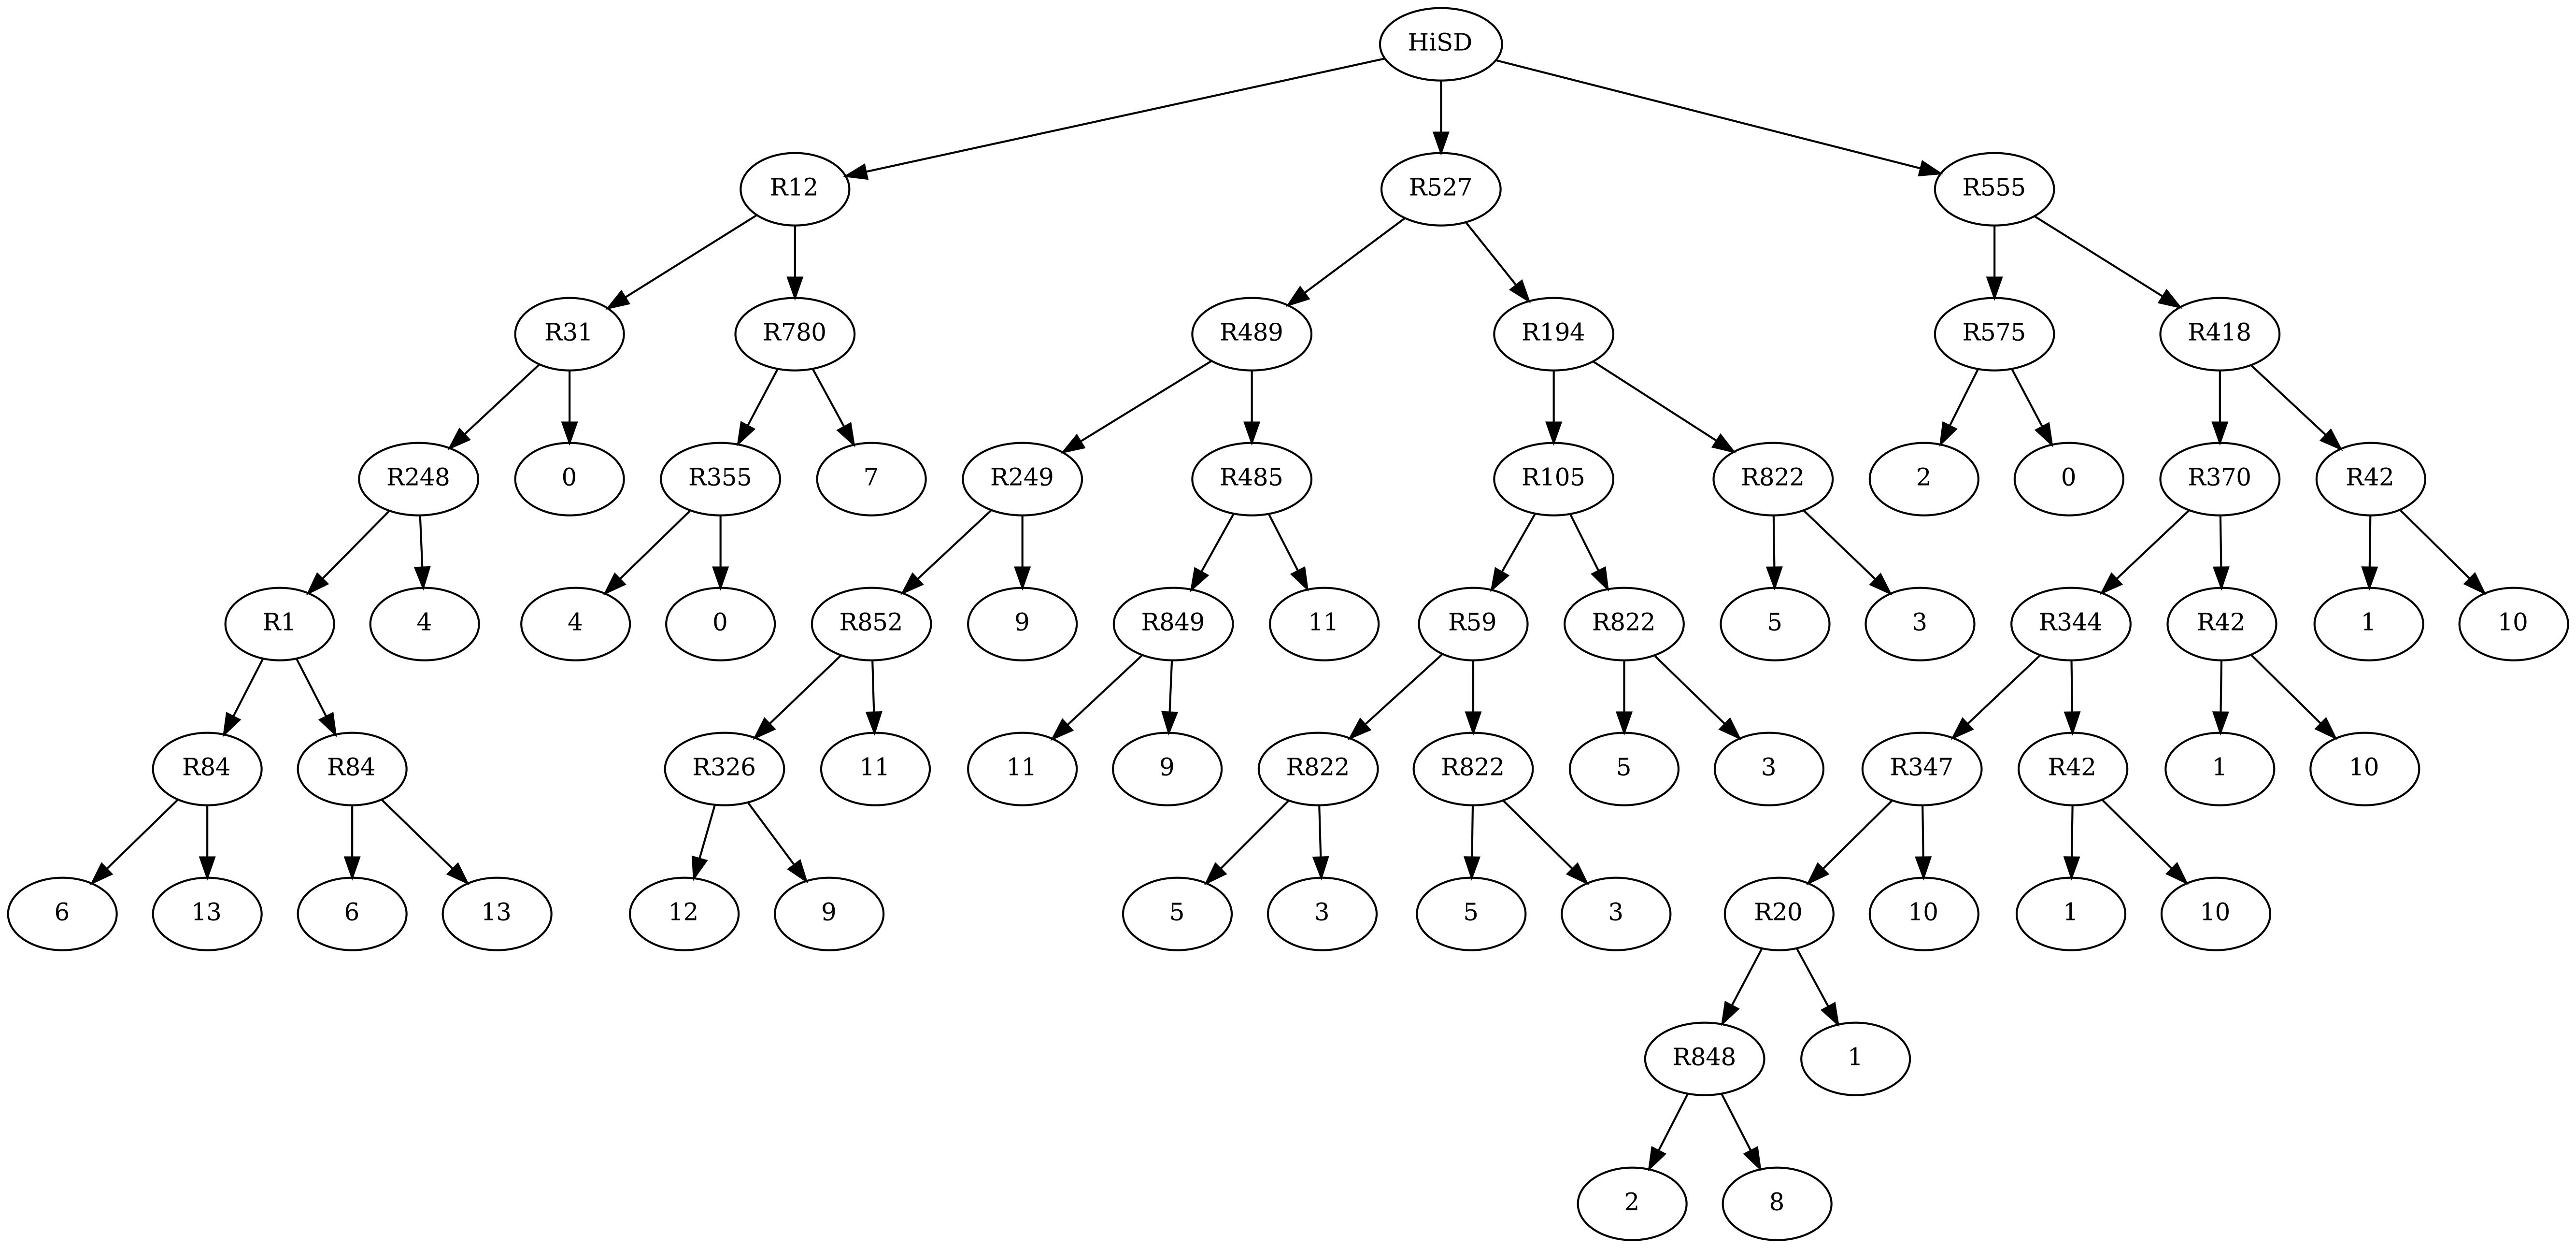 HiSD
R12 R527 R555
R31 R780 R489 R194 R575 R418
R248 0 R355 7 R249 R485 R105 R822 2 0 R370 R42
R1 4 4 0 R852 9 R849 11 R59 R822 5 3 R344 R42 1 10
R84 R84 R326 11 11 9 R822 R822 5 3 R347 R42 1 10
6 13 6 13 12 9 5 3 5 3 R20 10 1 10
R848 1
2 8